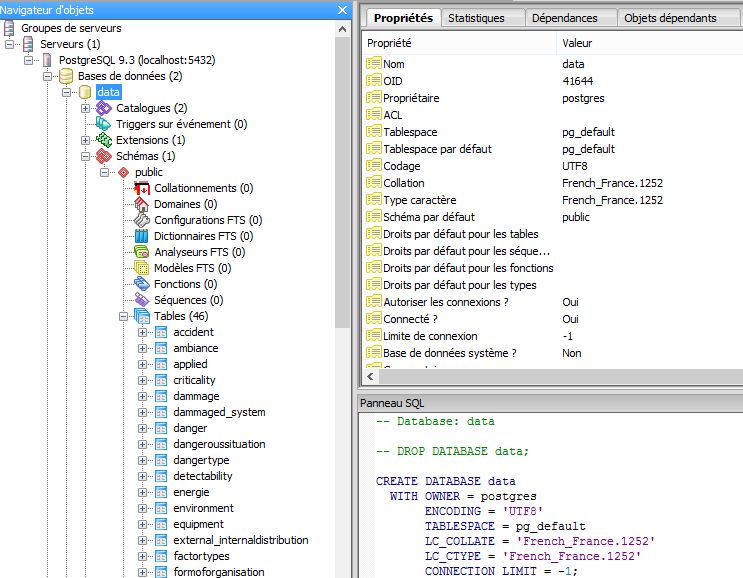 Navigateur d'objets
Groupes de serveurs
Serveurs (1)
PostgreSQL 9.3 (localhost:5432)
Bases de données (2)
data
Catalogues (2)
Triggers sur événement (0)
Extensions (1)
Schémas (1)
public
Collationnements (0)
Domaines (0)
Configurations FTS (0)
Dictionnaires FTS (0)
Analyseurs FTS (0)
Modèles FTS (0)
Fonctions (0)
Séquences (0)
Tables (46)
accident
ambiance
applied
criticality
dammage
dammaged_system
danger
dangeroussituation
dangertype
detectability
energie
environment
equipment
external_internaldistribution
factortypes
formoforganisation
Propriétés Statistiques Dépendances Objets dépendants
Propriété Valeur
Nom data
OID 41644
Propriétaire postgres
ACL
Tablespace pg_default
Tablespace par défaut pg_default
Codage UTF8
Collation French_France.1252
Type caractère French_France.1252
Schéma par défaut public
Droits par défaut pour les tables
Droits par défaut pour les séque...
Droits par défaut pour les fonctions
Droits par défaut pour les types
Autoriser les connexions ? Oui
Connecté ? Oui
Limite de connexion -1
Base de données système ? Non
Panneau SQL
-- Database: data
-- DROP DATABASE data;
CREATE DATABASE data
WITH OWNER = postgres
ENCODING = 'UTF8'
TABLESPACE = pg_default
LC_COLLATE = 'French_France.1252'
LC_CTYPE = 'French_France.1252'
CONNECTION LIMIT = -1;